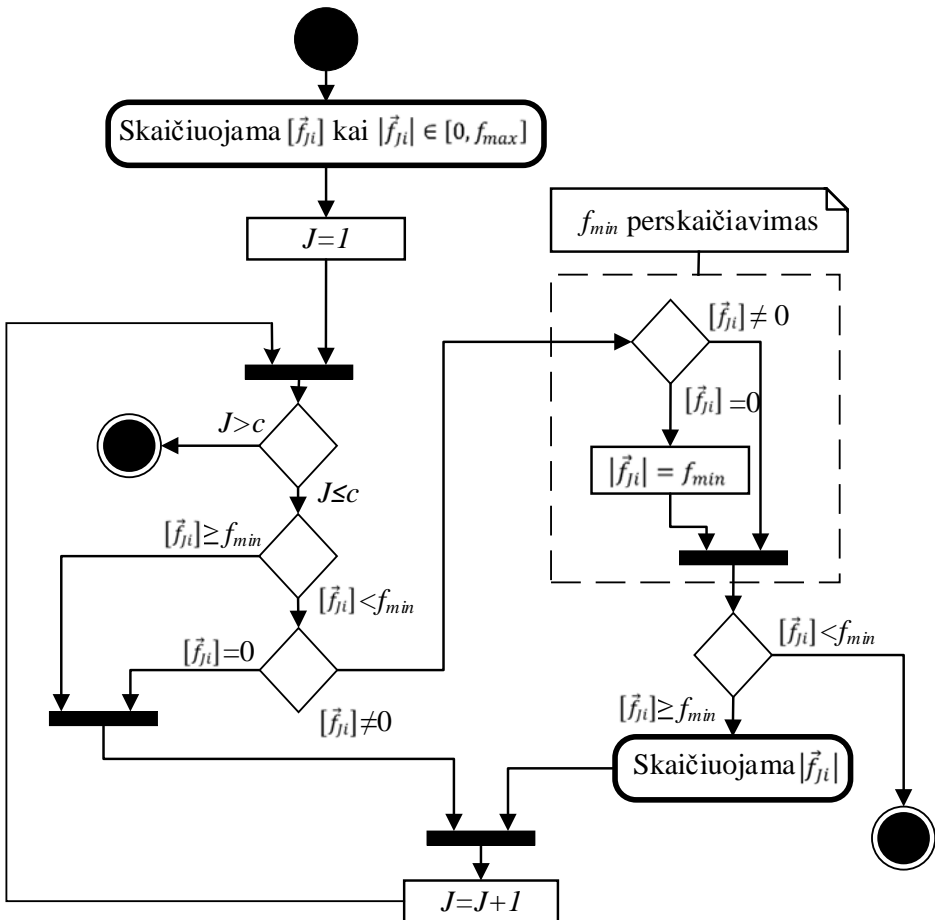 Skaičiuojama [f⃗Ji] kai |f⃗Ji| ∈ [0, fmax]
J=1
fmin perskaičiavimas
[f⃗Ji] ≠ 0
[f⃗Ji] =0
|f⃗Ji| = fmin
J>c
J≤c
[f⃗Ji]≥fmin
[f⃗Ji]<fmin
[f⃗Ji]=0
[f⃗Ji]≠0
[f⃗Ji]<fmin
[f⃗Ji]≥fmin
Skaičiuojama |f⃗Ji|
J=J+1